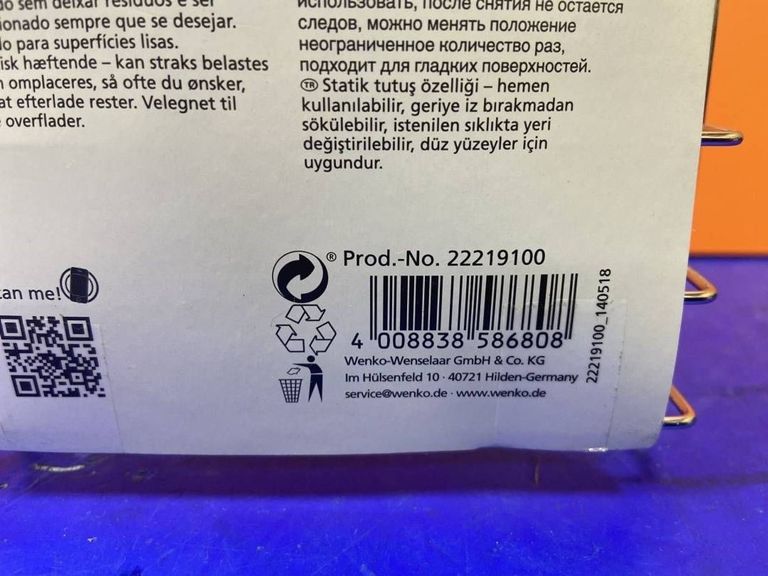 do sem deixar resíduos e ser
ionado sempre que se desejar.
lo para superfícies lisas.
isk hæftende – kan straks belastes
omplaceres, så ofte du ønsker,
at efterlade rester. Velegnet til
overflader.
использовать, после снятия не остается
следов, можно менять положение
неограниченное количество раз,
подходит для гладких поверхностей.
TR Statik tutuş özelliği – hemen
kullanılabilir, geriye iz bırakmadan
sökülebilir, istenilen sıklıkta yeri
değiştirilebilir, düz yüzeyler için
uygundur.
can me!
® Prod.-No. 22219100
4 008838 586808
Wenko-Wenselaar GmbH & Co. KG
Im Hülsenfeld 10 · 40721 Hilden-Germany
service@wenko.de · www.wenko.de
22219100_140518